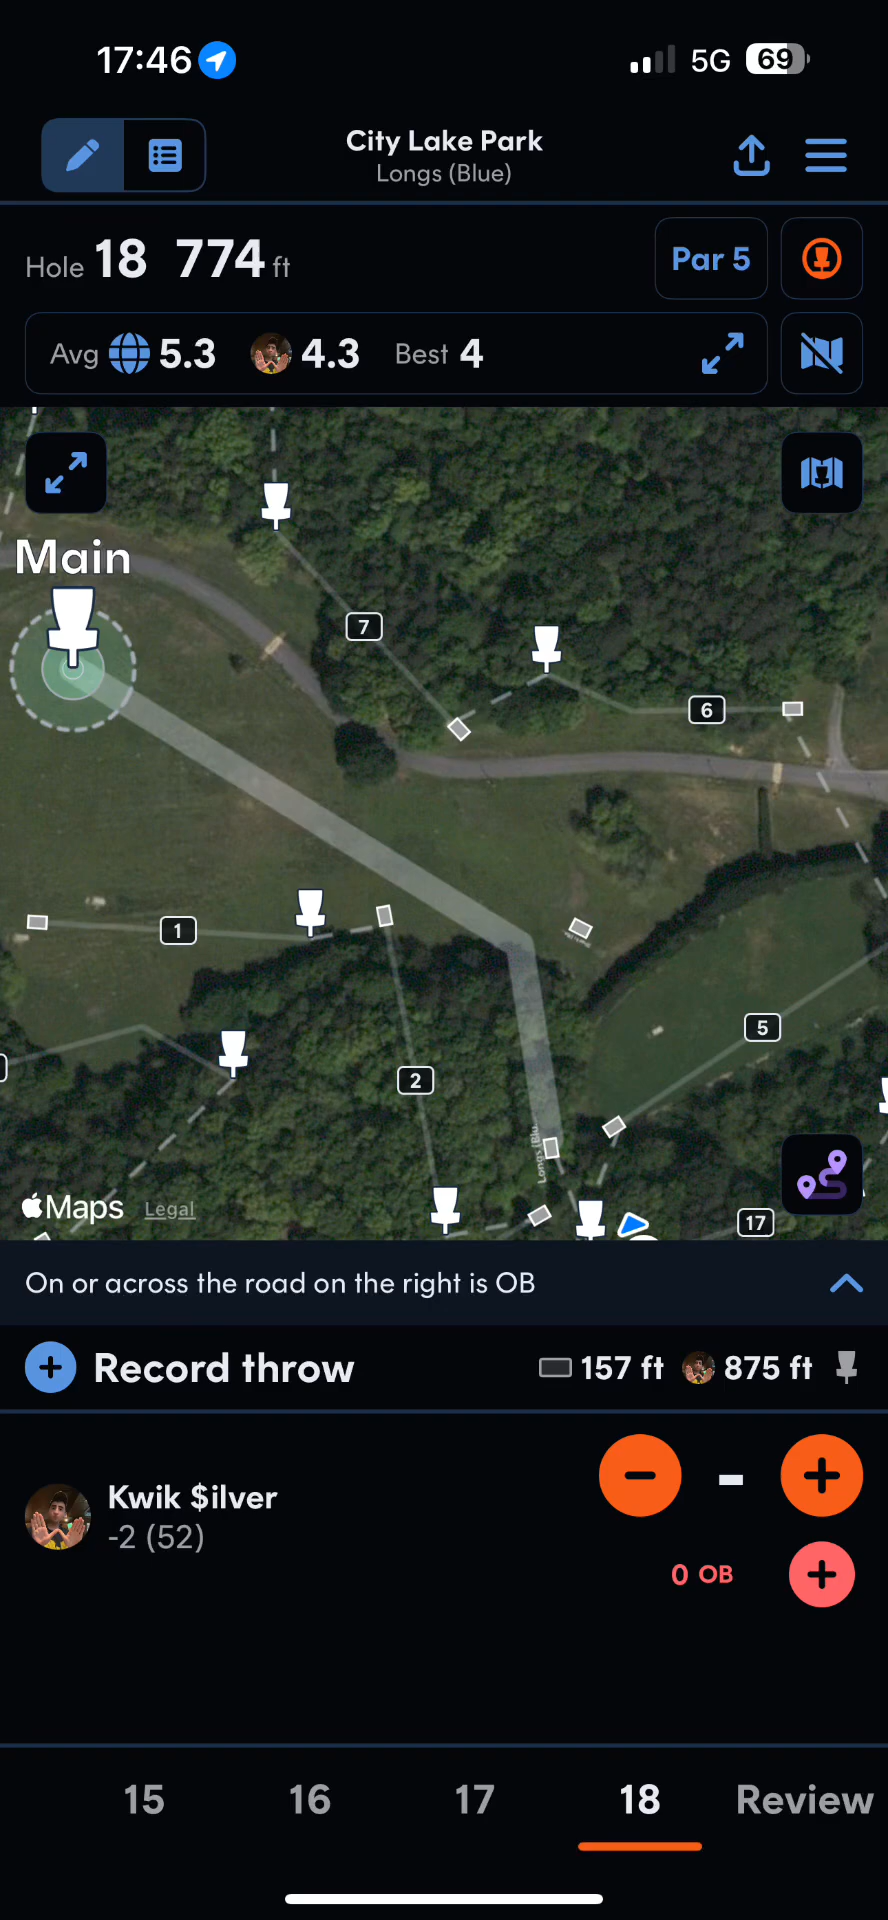 17:46
5G 69
City Lake Park
Longs (Blue)
Hole 18 774 ft
Par 5
Avg 5.3 4.3 Best 4
Main
7
6
1
5
2
Longs (Blu...
17
Maps Legal
On or across the road on the right is OB
Record throw 157 ft 875 ft
Kwik $ilver
-2 (52)
-
0 OB
15 16 17 18 Review